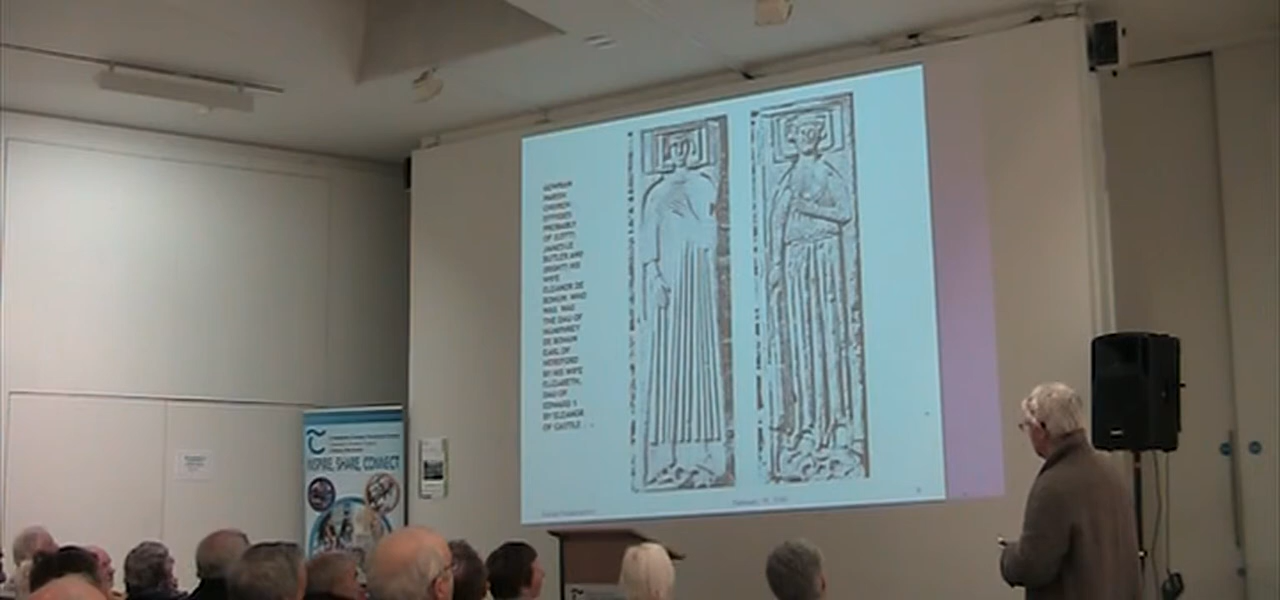 GOWRAN
PARISH
CHURCH
EFFIGIES
PROBABLY
OF (LEFT)
JAMES LE
BUTLER AND
(RIGHT) HIS
WIFE
ELEANOR DE
BOHUN WHO
WAS
THE DAU OF
HUMPHREY
DE BOHUN
EARL OF
HEREFORD
BY HIS WIFE
ELIZABETH,
DAU OF
EDWARD 1
BY ELEANOR
OF CASTILE
INSPIRE, SHARE, CONNECT